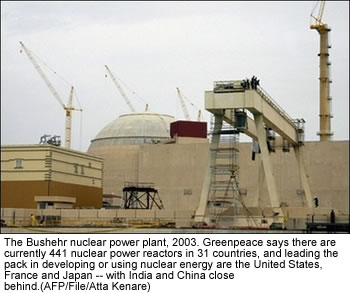 The Bushehr nuclear power plant, 2003. Greenpeace says there are
currently 441 nuclear power reactors in 31 countries, and leading the
pack in developing or using nuclear energy are the United States,
France and Japan -- with India and China close
behind.(AFP/File/Atta Kenare)